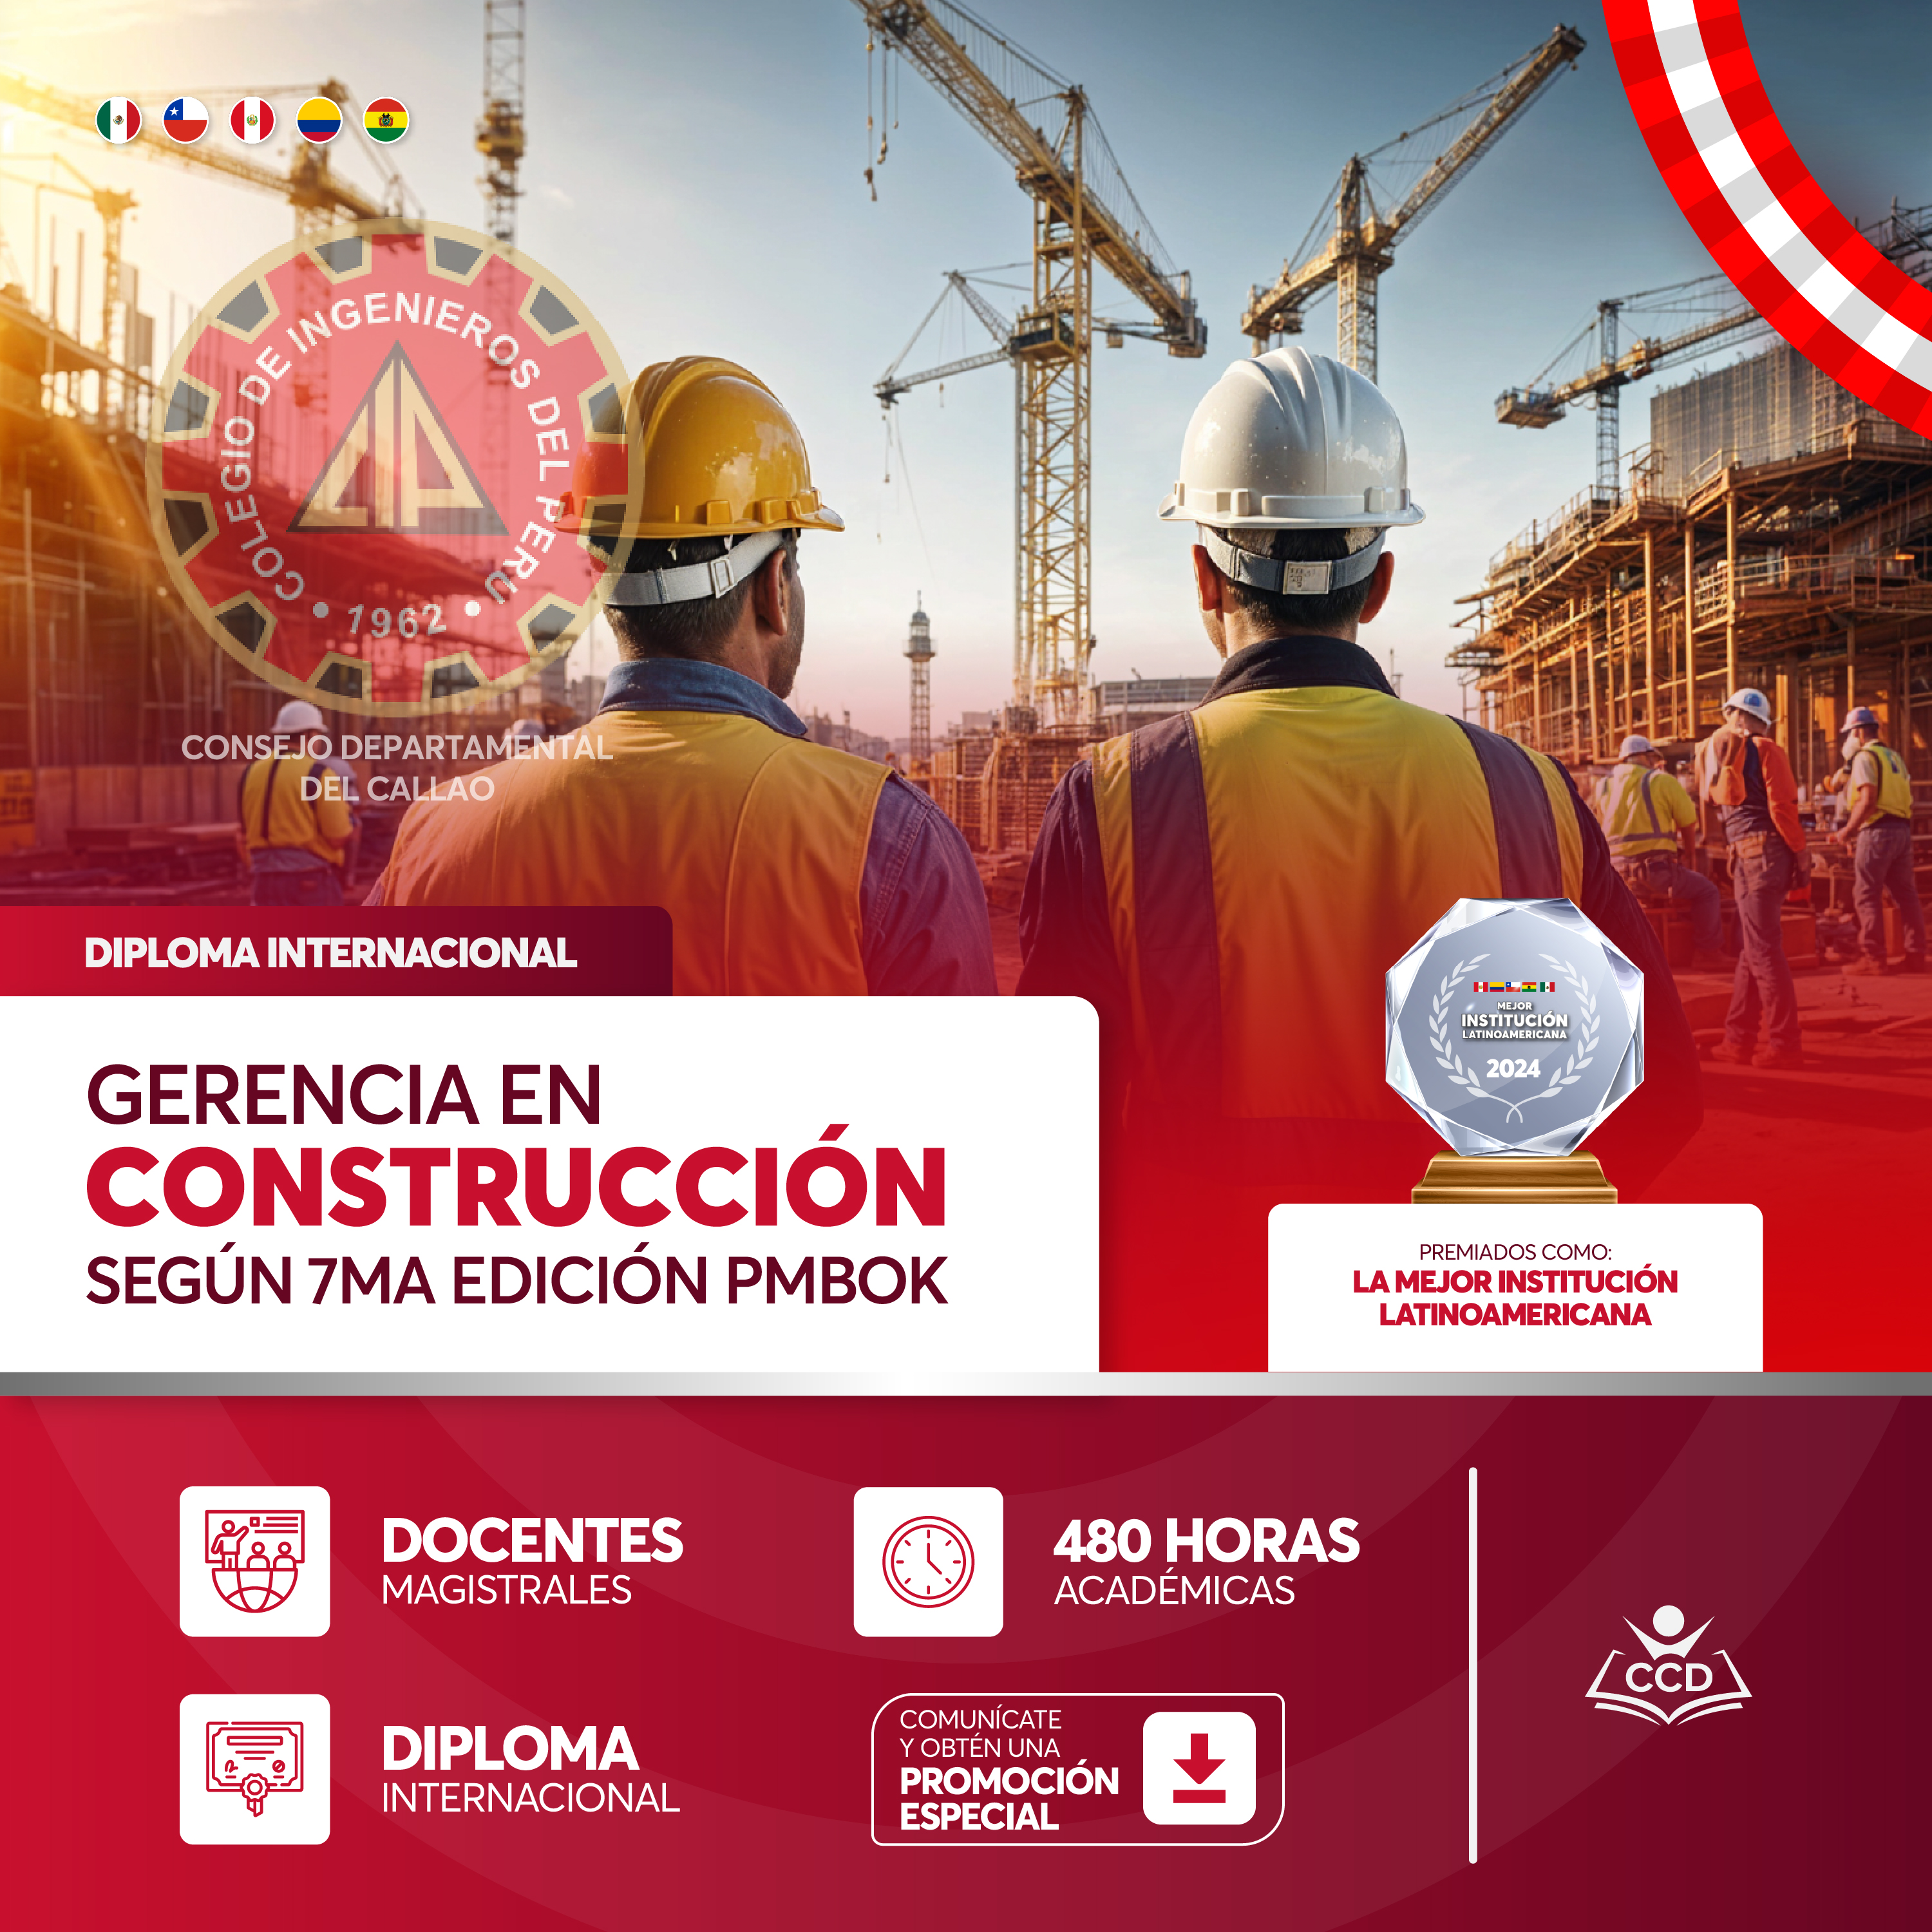 COLEGIO DE INGENIEROS DEL PERU
• 1962 •
CIP
CONSEJO DEPARTAMENTAL
DEL CALLAO
DIPLOMA INTERNACIONAL
GERENCIA EN
CONSTRUCCIÓN
SEGÚN 7MA EDICIÓN PMBOK
MEJOR
INSTITUCIÓN
LATINOAMERICANA
2024
PREMIADOS COMO:
LA MEJOR INSTITUCIÓN
LATINOAMERICANA
DOCENTES
MAGISTRALES
480 HORAS
ACADÉMICAS
DIPLOMA
INTERNACIONAL
COMUNÍCATE
Y OBTÉN UNA
PROMOCIÓN
ESPECIAL
CCD